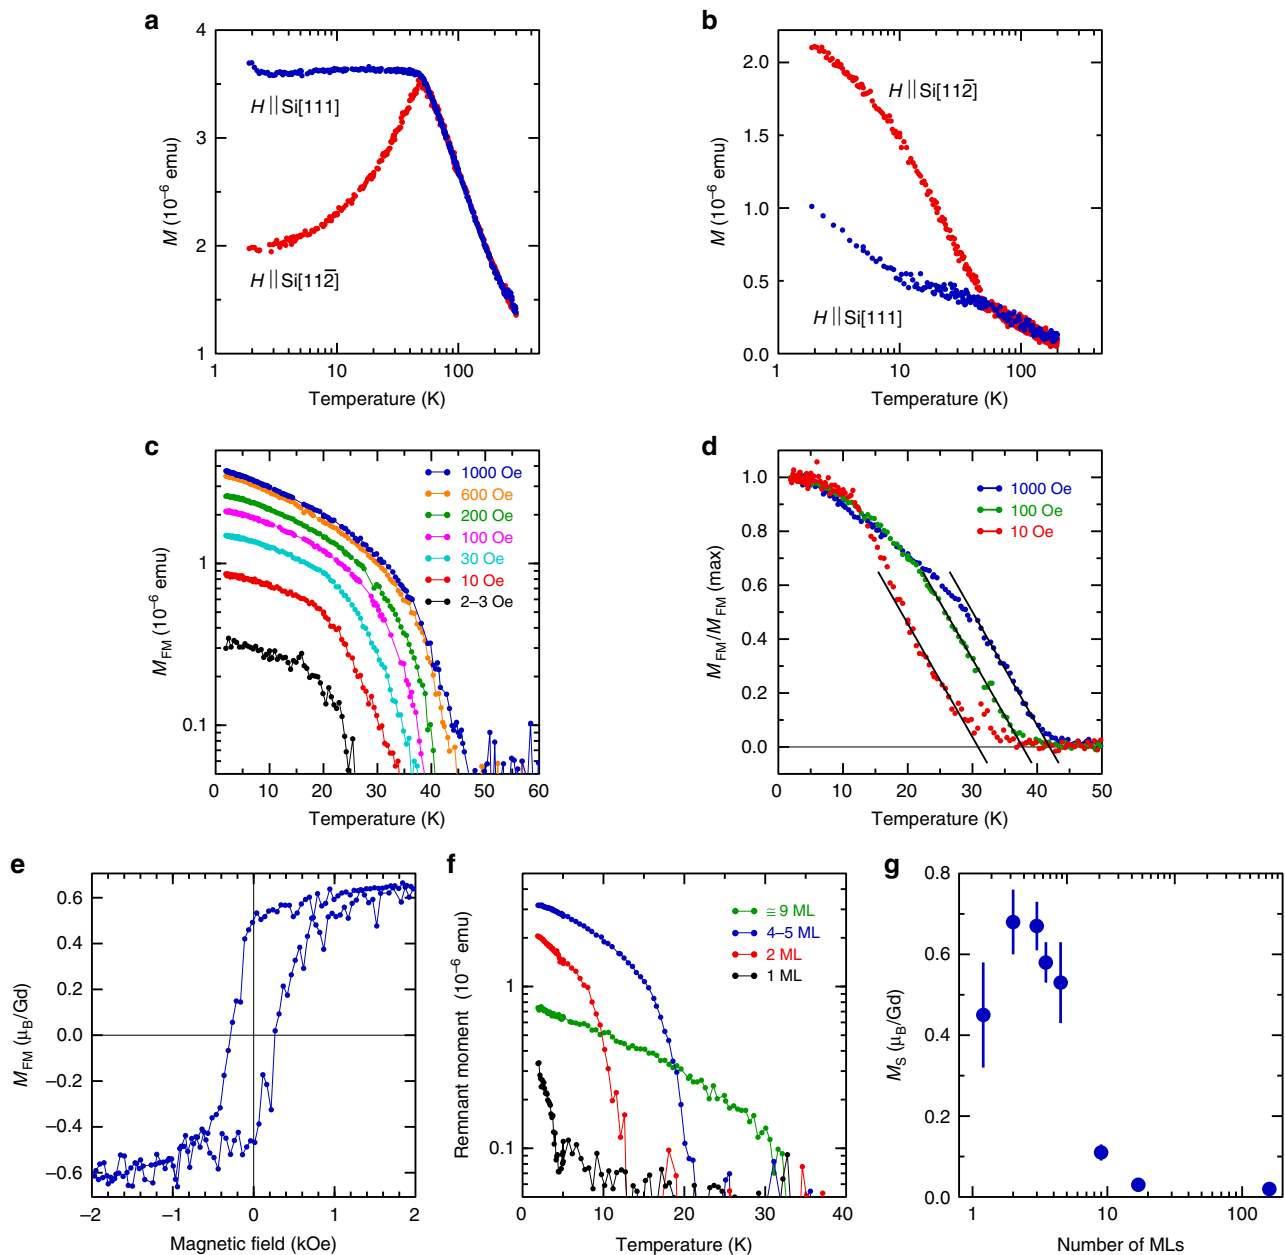 a
4
3
2
1
M (10⁻⁶ emu)
H || Si[111]
H || Si[112̄]
1
10
100
Temperature (K)
b
2.0
1.5
1.0
0.5
0.0
M (10⁻⁶ emu)
H || Si[112̄]
H || Si[111]
1
10
100
Temperature (K)
c
1
0.1
M_FM (10⁻⁶ emu)
1000 Oe
600 Oe
200 Oe
100 Oe
30 Oe
10 Oe
2–3 Oe
0 10 20 30 40 50 60
Temperature (K)
d
1.0
0.8
0.6
0.4
0.2
0.0
M_FM/M_FM (max)
1000 Oe
100 Oe
10 Oe
0 10 20 30 40 50
Temperature (K)
e
0.6
0.4
0.2
0.0
–0.2
–0.4
–0.6
M_FM (μ_B/Gd)
–2 –1 0 1 2
Magnetic field (kOe)
f
1
0.1
Remnant moment (10⁻⁶ emu)
≅ 9 ML
4–5 ML
2 ML
1 ML
0 10 20 30 40
Temperature (K)
g
0.8
0.6
0.4
0.2
0.0
M_S (μ_B/Gd)
1 10 100
Number of MLs